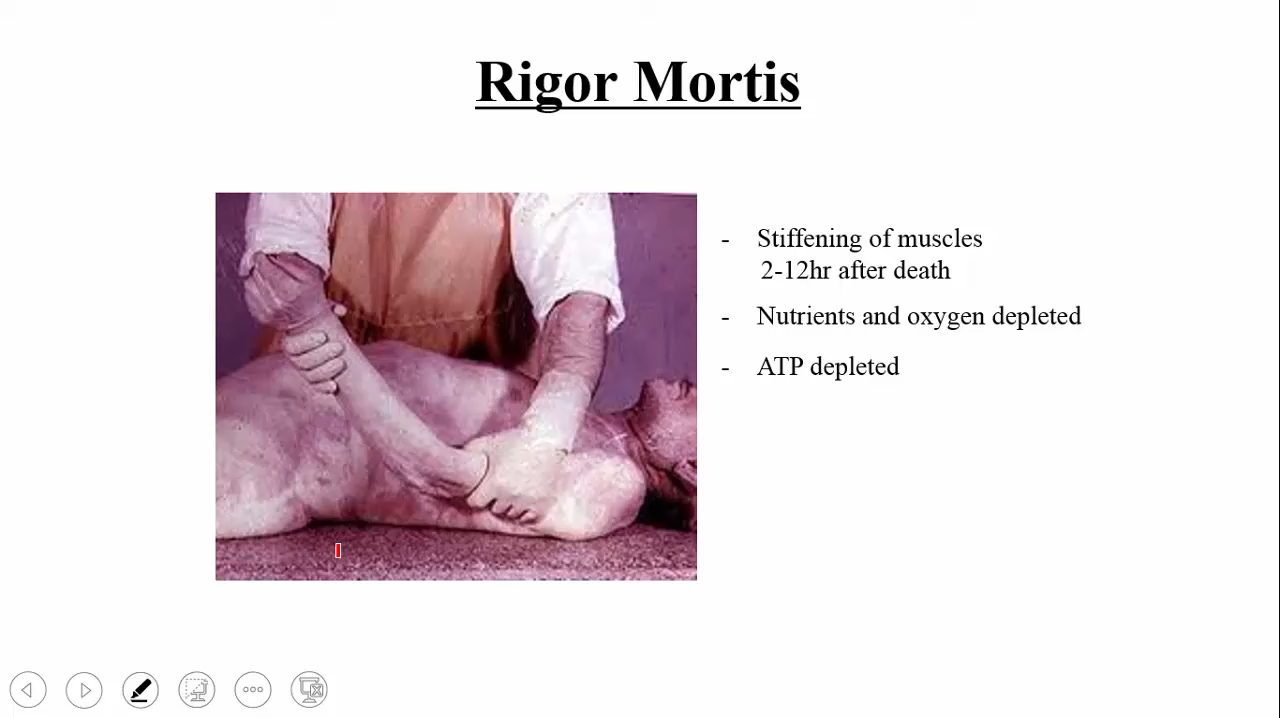 Rigor Mortis
- Stiffening of muscles
2-12hr after death
- Nutrients and oxygen depleted
- ATP depleted